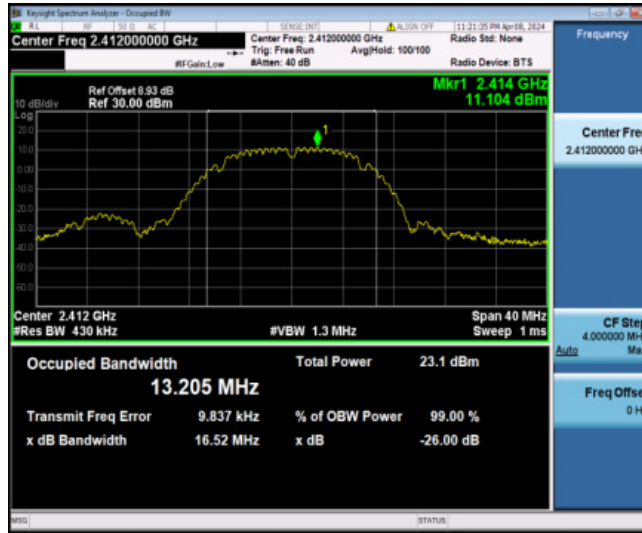 Keysight Spectrum Analyzer - Occupied BW
RL RF 50 Ω AC SENSE:INT ALIGN OFF 11:21:35 PM Apr 08, 2024
Center Freq 2.412000000 GHz Center Freq: 2.412000000 GHz Radio Std: None Frequency
Trig: Free Run Avg|Hold: 100/100
#IFGain:Low #Atten: 40 dB Radio Device: BTS
Ref Offset 8.93 dB Mkr1 2.414 GHz
10 dB/div Ref 30.00 dBm 11.104 dBm
Log
20.0
10.0
0.00
-10.0
-20.0
-30.0
-40.0
-50.0
-60.0
1
Center Fre
2.412000000 GH
Center 2.412 GHz Span 40 MHz
#Res BW 430 kHz #VBW 1.3 MHz Sweep 1 ms
CF Step
4.000000 MH
Auto Ma
Occupied Bandwidth Total Power 23.1 dBm
13.205 MHz
Transmit Freq Error 9.837 kHz % of OBW Power 99.00 %
x dB Bandwidth 16.52 MHz x dB -26.00 dB
Freq Offse
0 H
MSG STATUS